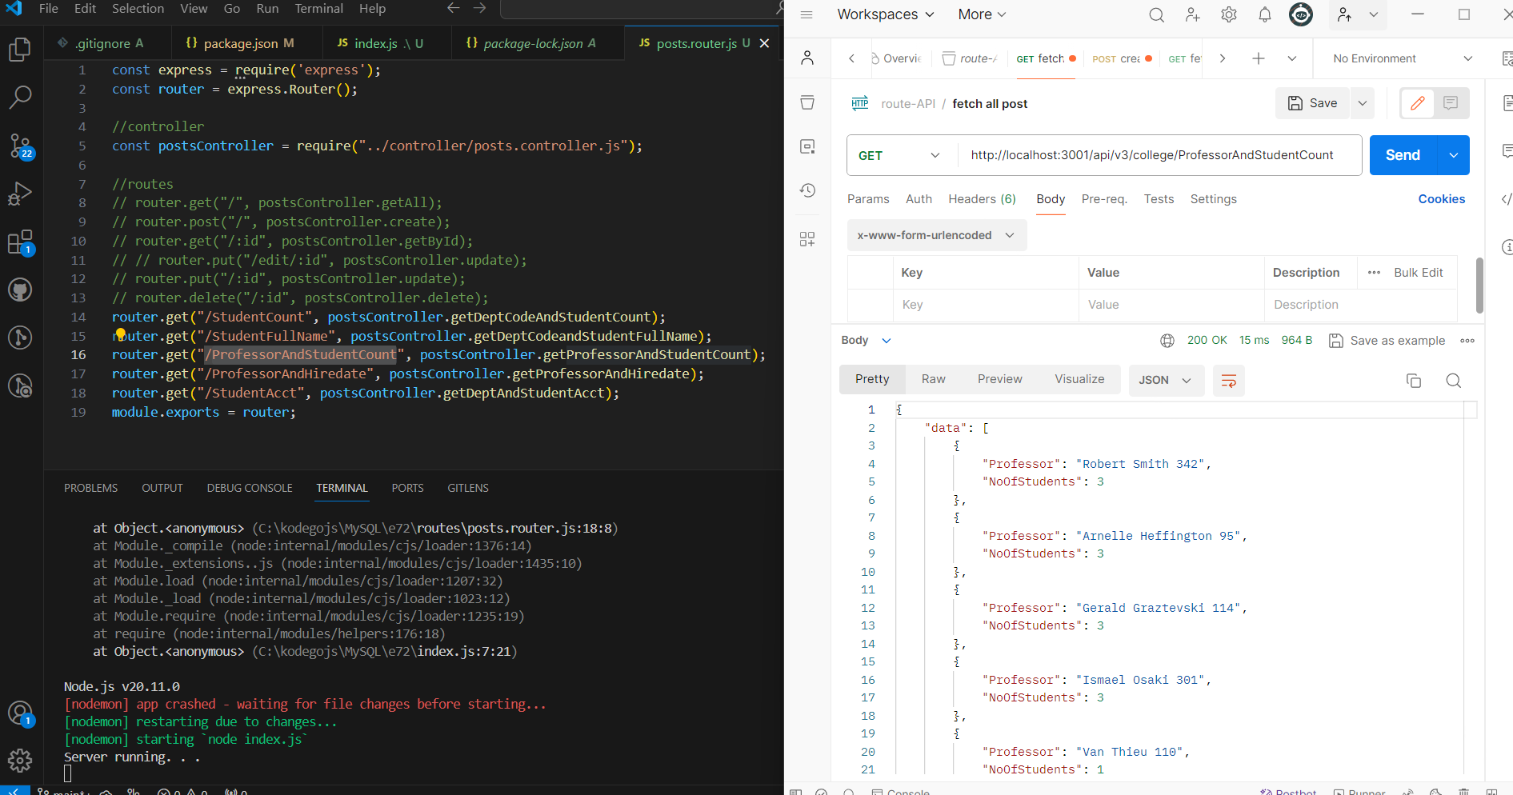 File Edit Selection View Go Run Terminal Help
.gitignore A
{} package.json M
JS index.js .\ U
{} package-lock.json A
JS posts.router.js U
1 const express = require('express');
2 const router = express.Router();
3
4 //controller
5 const postsController = require("../controller/posts.controller.js");
6
7 //routes
8 // router.get("/", postsController.getAll);
9 // router.post("/", postsController.create);
10 // router.get("/:id", postsController.getById);
11 // // router.put("/edit/:id", postsController.update);
12 // router.put("/:id", postsController.update);
13 // router.delete("/:id", postsController.delete);
14 router.get("/StudentCount", postsController.getDeptCodeAndStudentCount);
15 router.get("/StudentFullName", postsController.getDeptCodeandStudentFullName);
16 router.get("/ProfessorAndStudentCount", postsController.getProfessorAndStudentCount);
17 router.get("/ProfessorAndHiredate", postsController.getProfessorAndHiredate);
18 router.get("/StudentAcct", postsController.getDeptAndStudentAcct);
19 module.exports = router;
22
1
1
PROBLEMS OUTPUT DEBUG CONSOLE TERMINAL PORTS GITLENS
at Object.<anonymous> (C:\kodegojs\MySQL\e72\routes\posts.router.js:18:8)
at Module._compile (node:internal/modules/cjs/loader:1376:14)
at Module._extensions..js (node:internal/modules/cjs/loader:1435:10)
at Module.load (node:internal/modules/cjs/loader:1207:32)
at Module._load (node:internal/modules/cjs/loader:1023:12)
at Module.require (node:internal/modules/cjs/loader:1235:19)
at require (node:internal/modules/helpers:176:18)
at Object.<anonymous> (C:\kodegojs\MySQL\e72\index.js:7:21)
Node.js v20.11.0
[nodemon] app crashed - waiting for file changes before starting...
[nodemon] restarting due to changes...
[nodemon] starting `node index.js`
Server running. . .
Workspaces More
Overvi
route-A
GET fetch
POST crea
GET fe
No Environment
HTTP route-API / fetch all post
Save
GET http://localhost:3001/api/v3/college/ProfessorAndStudentCount Send
Params Auth Headers (6) Body Pre-req. Tests Settings Cookies
x-www-form-urlencoded
Key Value Description Bulk Edit
Key Value Description
Body 200 OK 15 ms 964 B Save as example
Pretty Raw Preview Visualize JSON
1 {
2 "data": [
3 {
4 "Professor": "Robert Smith 342",
5 "NoOfStudents": 3
6 },
7 {
8 "Professor": "Arnelle Heffington 95",
9 "NoOfStudents": 3
10 },
11 {
12 "Professor": "Gerald Graztevski 114",
13 "NoOfStudents": 3
14 },
15 {
16 "Professor": "Ismael Osaki 301",
17 "NoOfStudents": 3
18 },
19 {
20 "Professor": "Van Thieu 110",
21 "NoOfStudents": 1
Console Postbot Runner